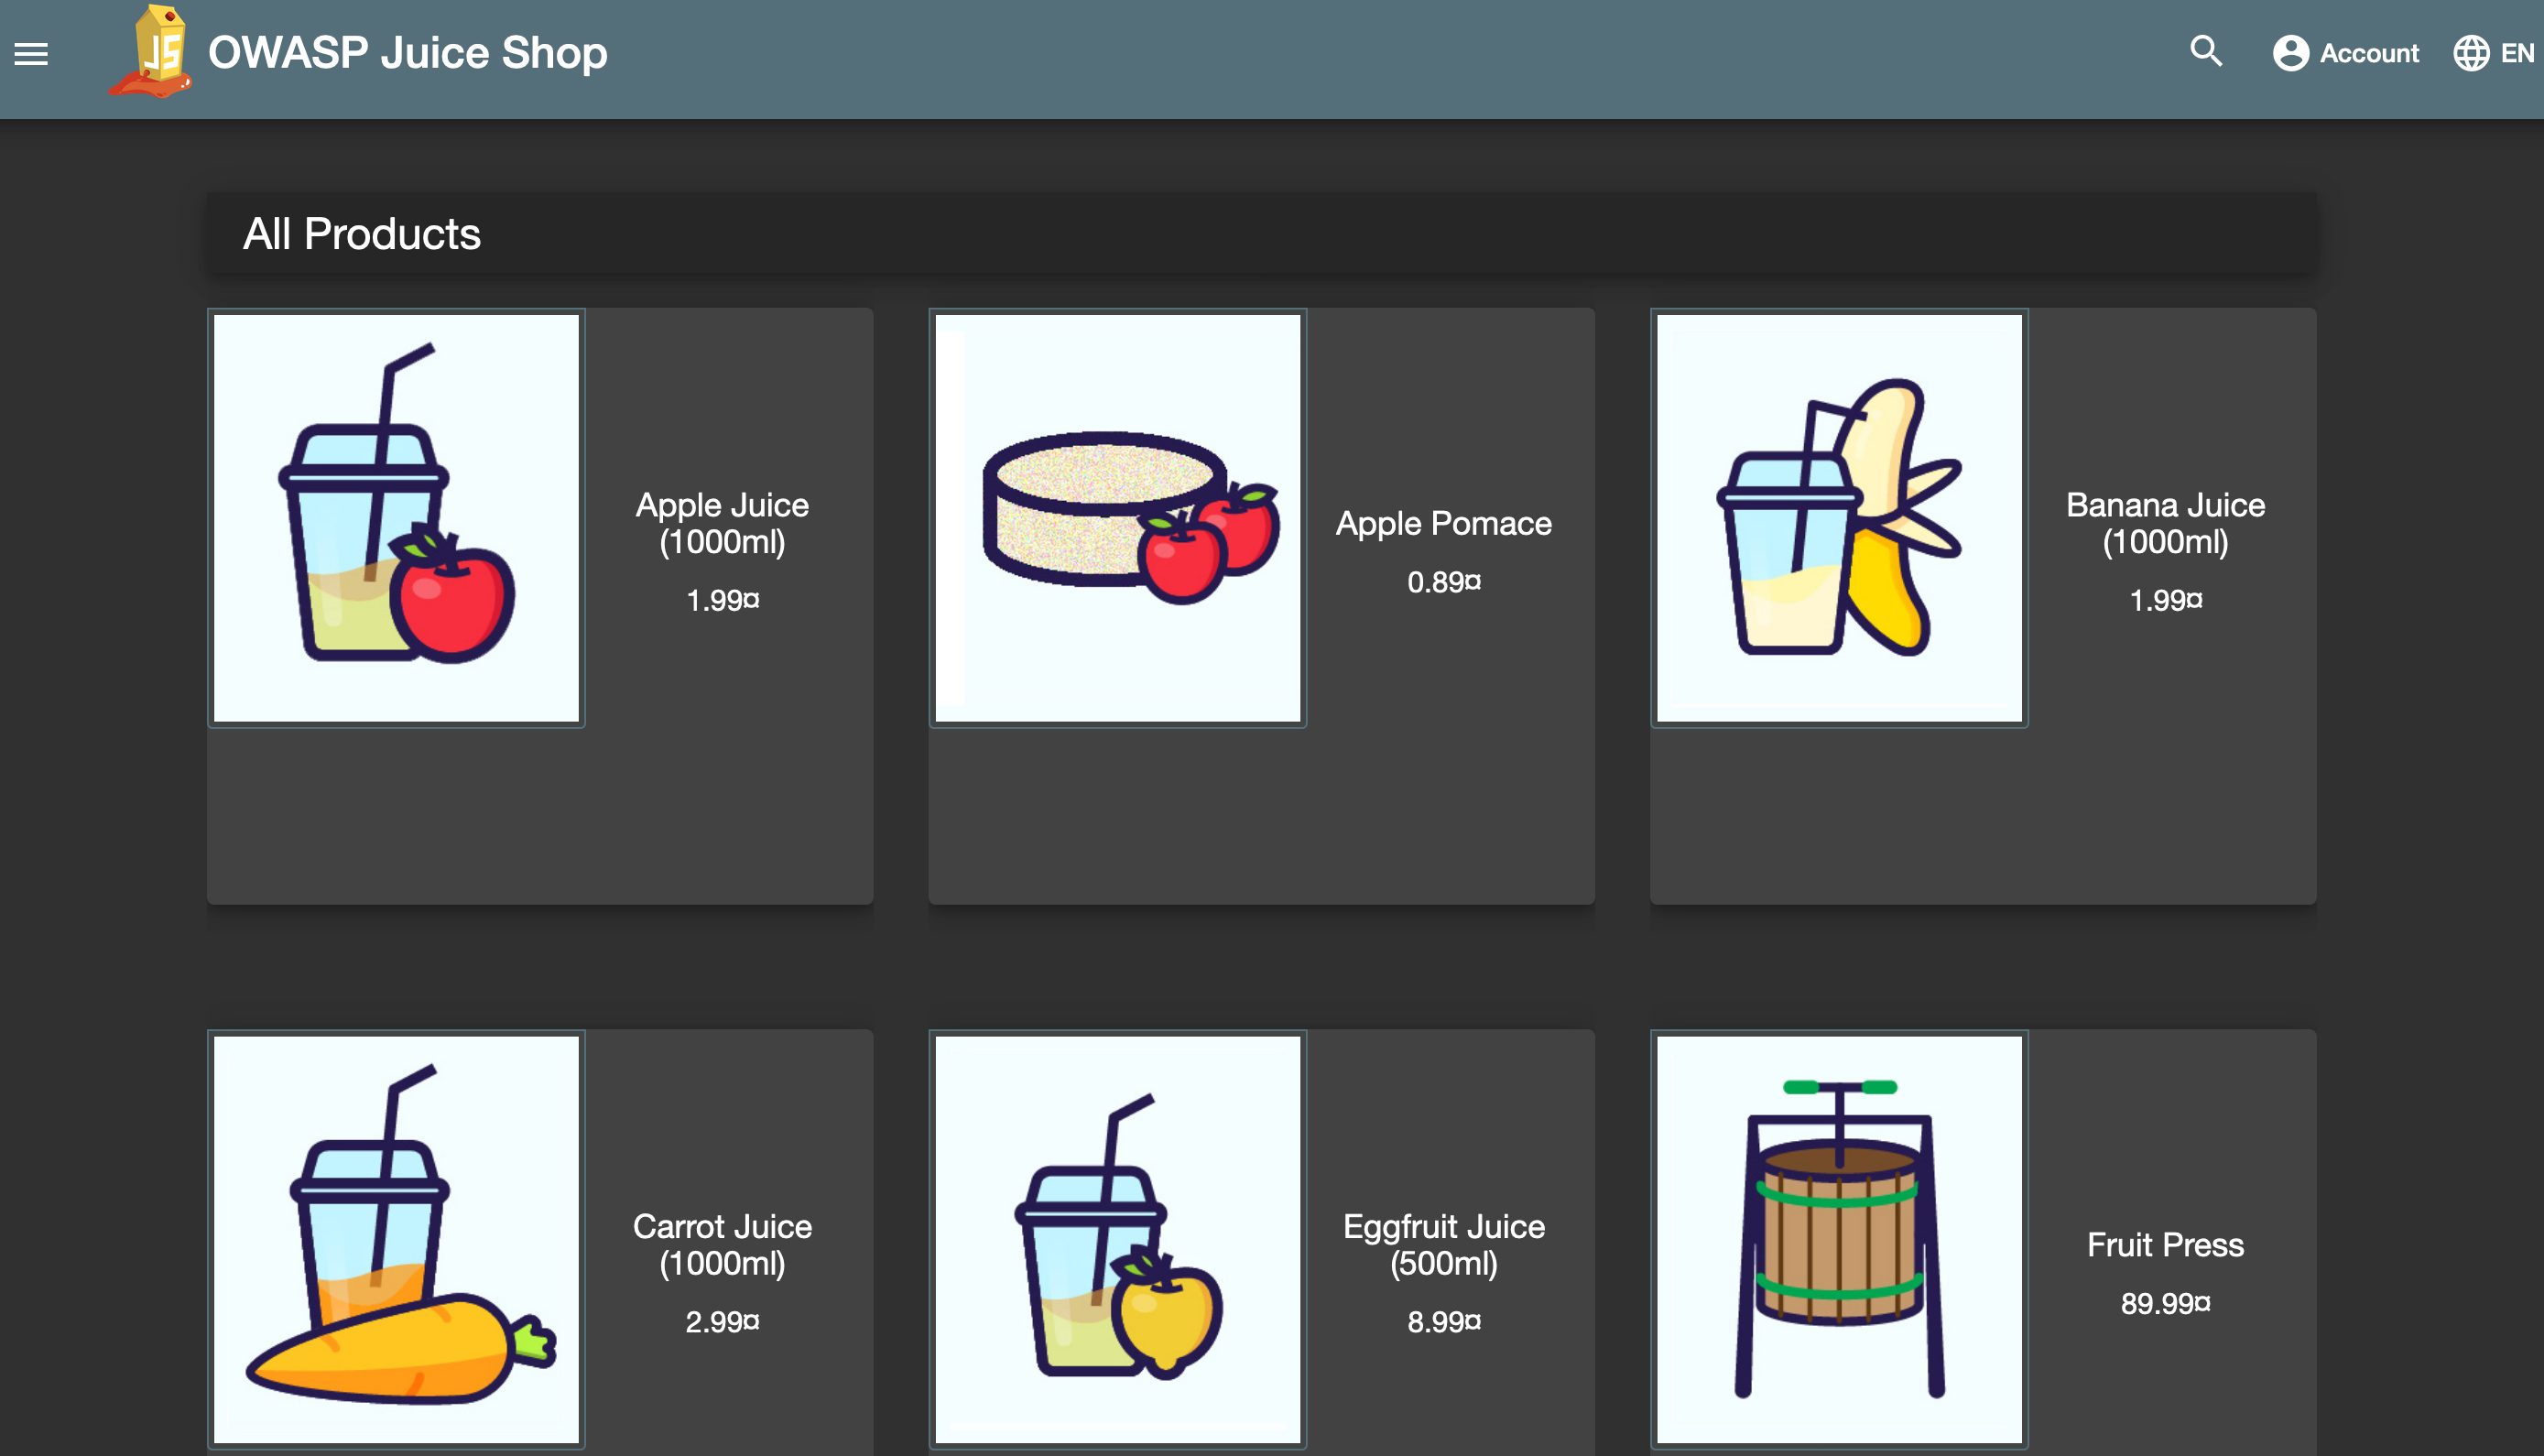 JS
OWASP Juice Shop
Account
EN
All Products
Apple Juice
(1000ml)
1.99¤
Apple Pomace
0.89¤
Banana Juice
(1000ml)
1.99¤
Carrot Juice
(1000ml)
2.99¤
Eggfruit Juice
(500ml)
8.99¤
Fruit Press
89.99¤